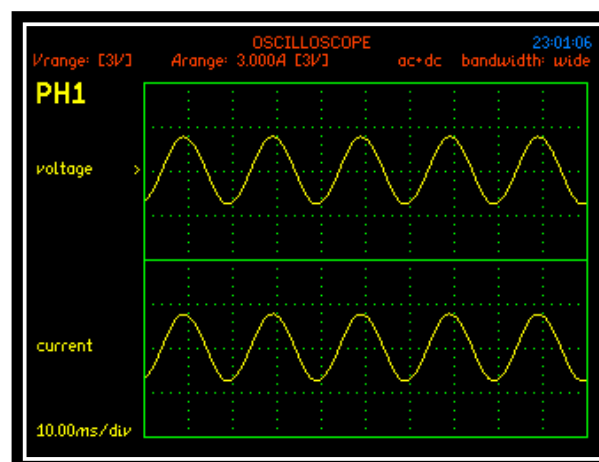 OSCILLOSCOPE 23:01:06
Vrange: [3V] Arange: 3.000A [3V] ac+dc bandwidth: wide
PH1
voltage >
current
10.00ms/div